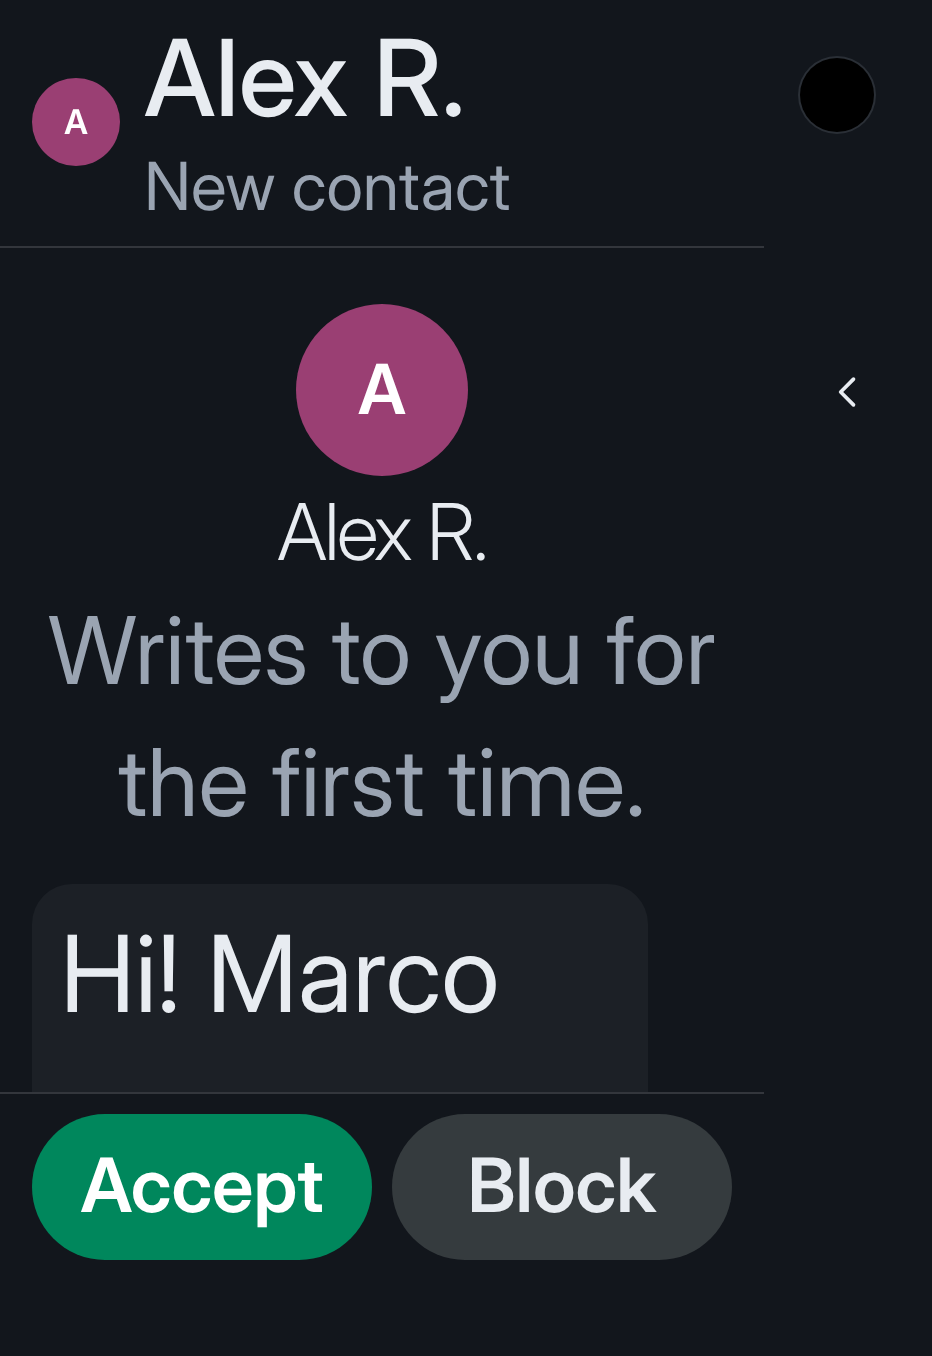 A
Alex R.
New contact
A
Alex R.
Writes to you for
the first time.
Hi! Marco
Accept
Block